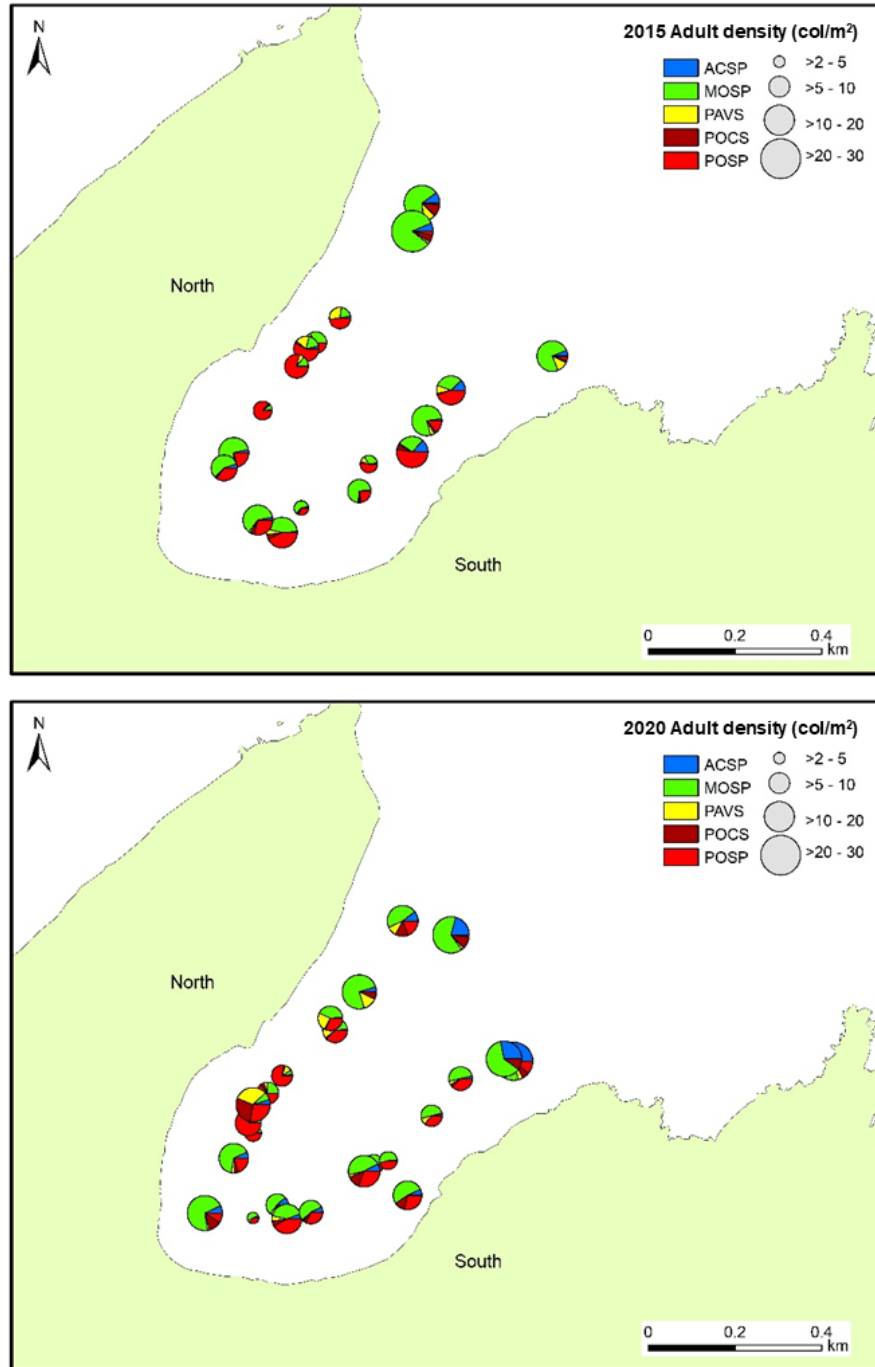 N
2015 Adult density (col/m²)
ACSP
MOSP
PAVS
POCS
POSP
>2 - 5
>5 - 10
>10 - 20
>20 - 30
North
South
0 0.2 0.4
km
N
2020 Adult density (col/m²)
ACSP
MOSP
PAVS
POCS
POSP
>2 - 5
>5 - 10
>10 - 20
>20 - 30
North
South
0 0.2 0.4
km